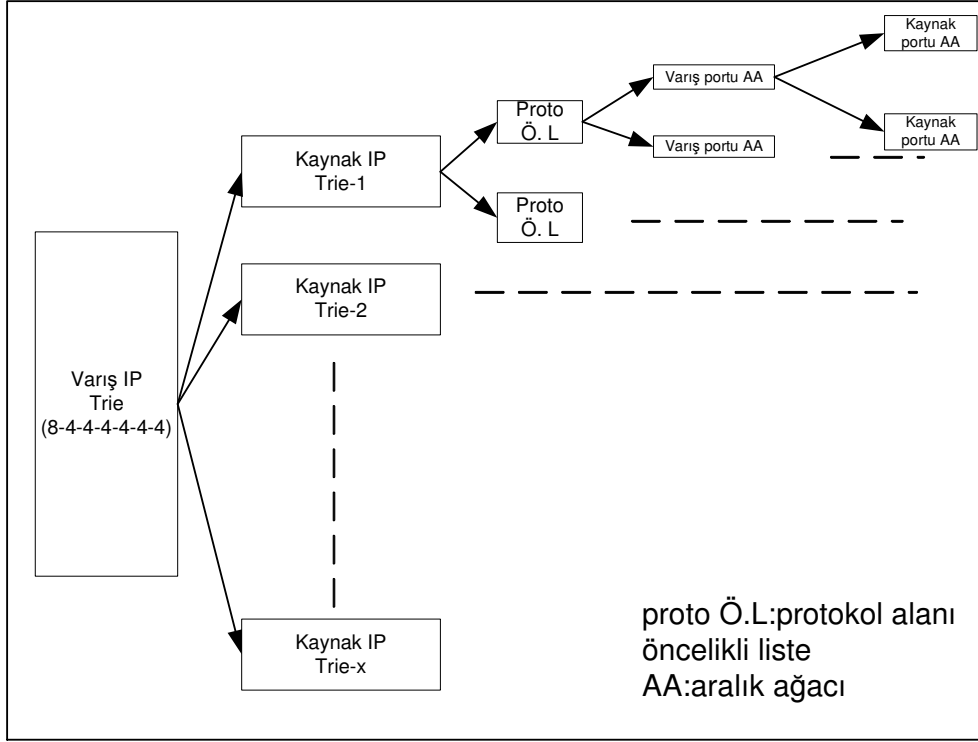 Kaynak
portu AA
Varış portu AA
Proto
Ö. L
Kaynak
portu AA
Varış portu AA
Kaynak IP
Trie-1
Proto
Ö. L
Kaynak IP
Trie-2
Varış IP
Trie
(8-4-4-4-4-4-4)
Kaynak IP
Trie-x
proto Ö.L:protokol alanı
öncelikli liste
AA:aralık ağacı